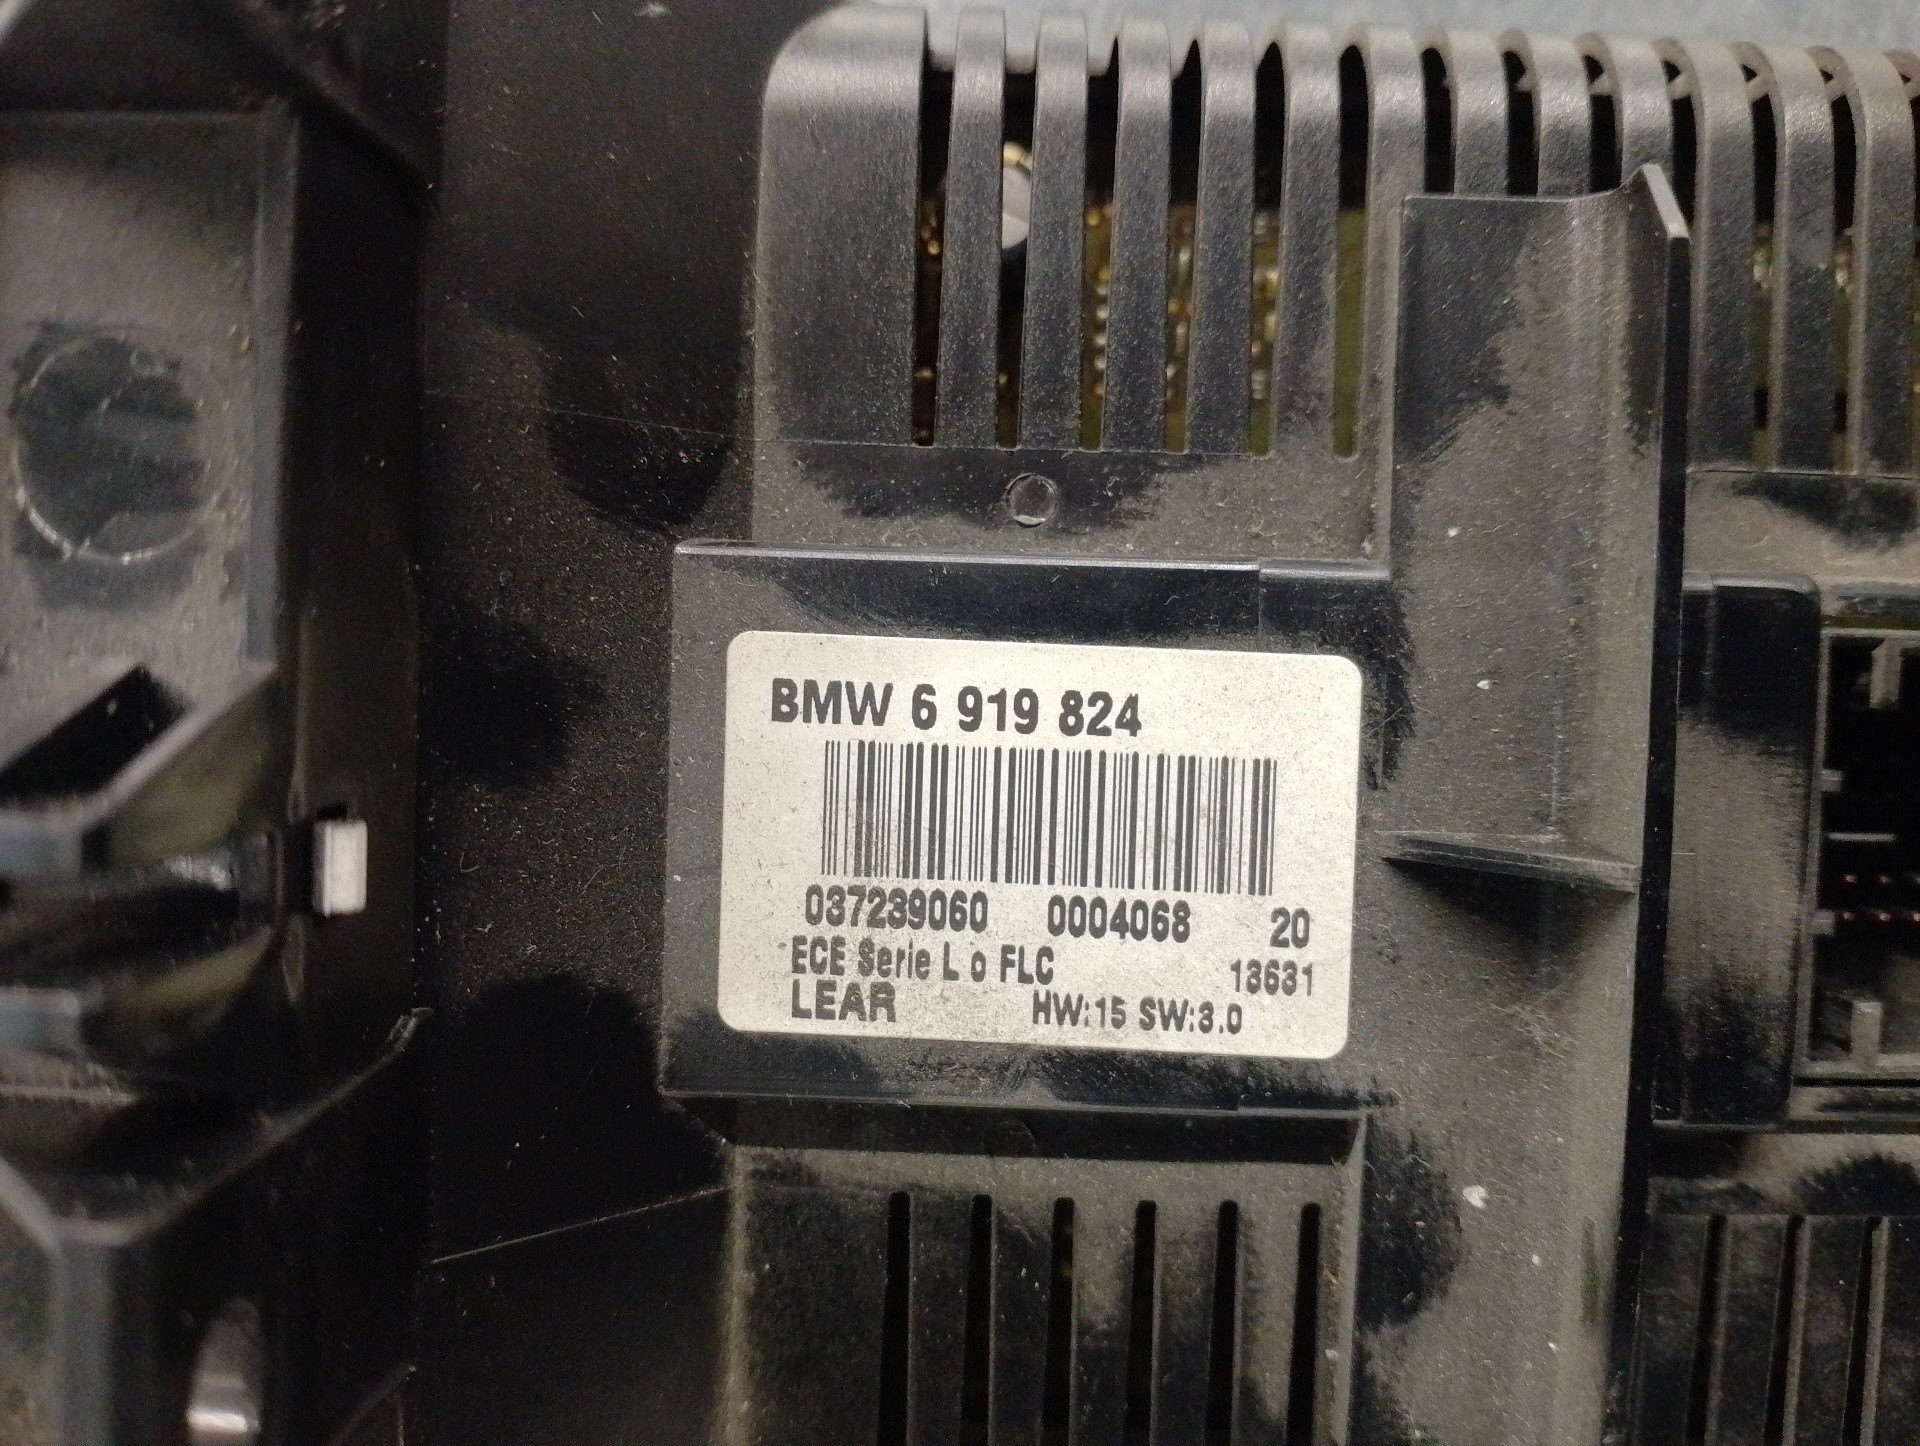 BMW 6 919 824
037239060 0004068 20
ECE Serie L o FLC 13631
LEAR HW:15 SW:3.0